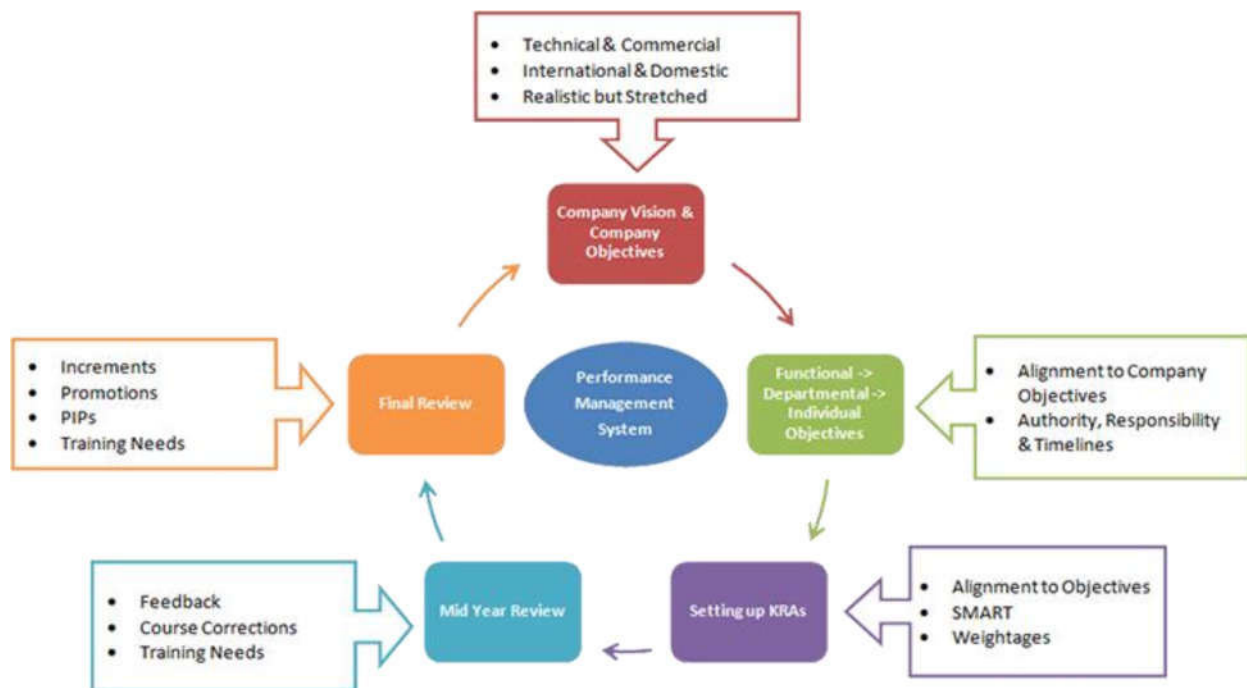 • Technical & Commercial
• International & Domestic
• Realistic but Stretched
Company Vision &
Company
Objectives
• Increments
• Promotions
• PIPs
• Training Needs
Final Review
Performance
Management
System
Functional ->
Departmental ->
Individual
Objectives
• Alignment to Company
Objectives
• Authority, Responsibility
& Timelines
• Feedback
• Course Corrections
• Training Needs
Mid Year Review
Setting up KRAs
• Alignment to Objectives
• SMART
• Weightages